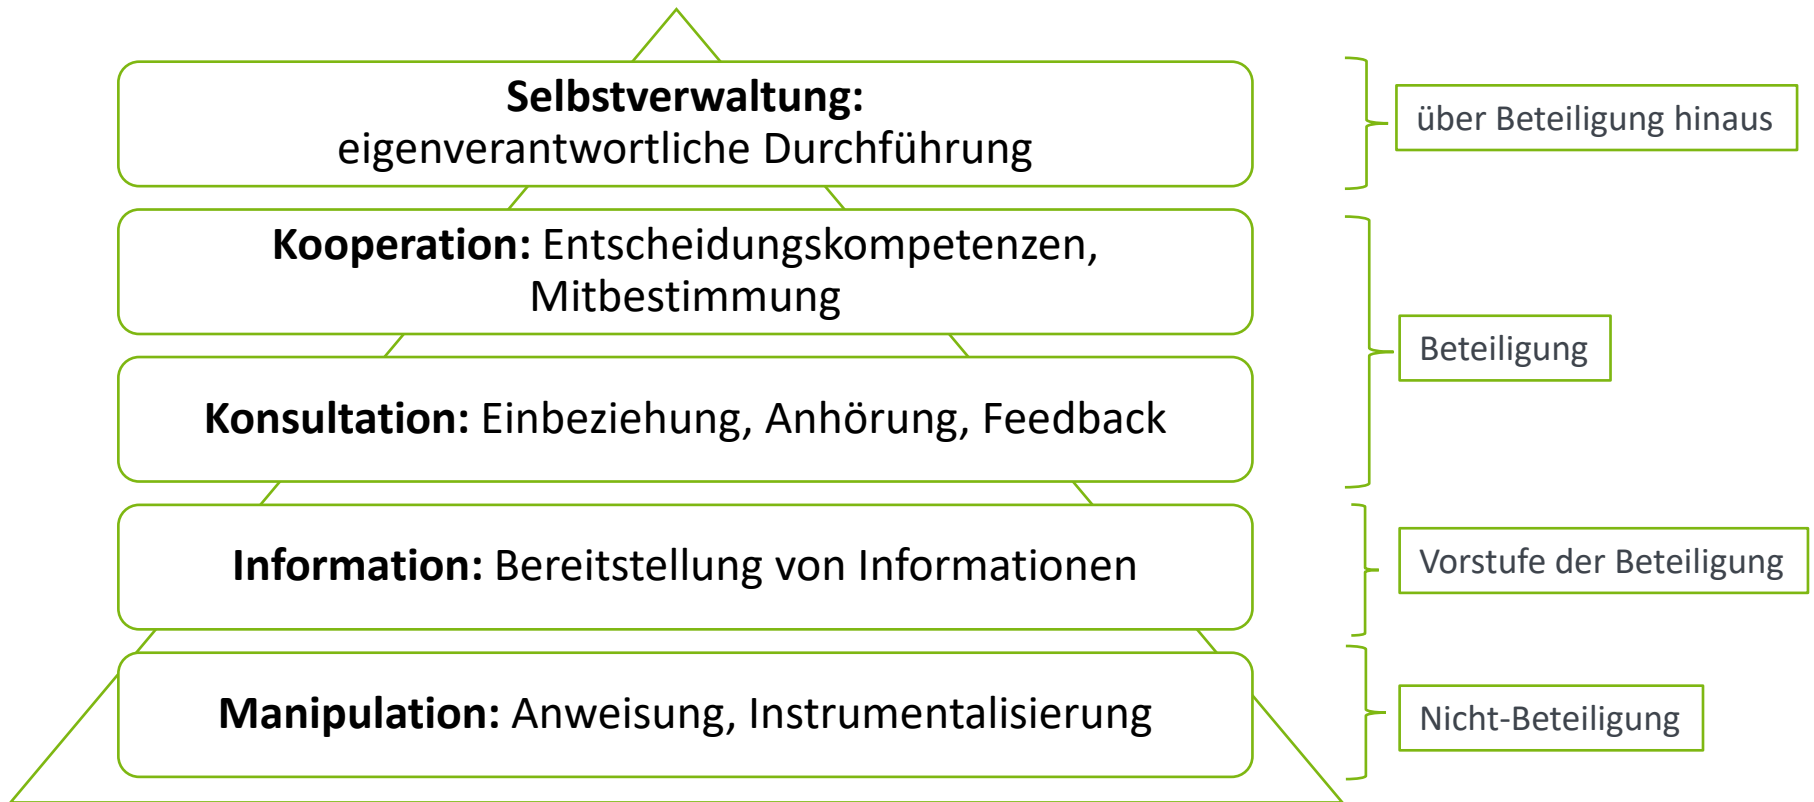 Selbstverwaltung:
eigenverantwortliche Durchführung
über Beteiligung hinaus
Kooperation: Entscheidungskompetenzen,
Mitbestimmung
Konsultation: Einbeziehung, Anhörung, Feedback
Beteiligung
Information: Bereitstellung von Informationen
Vorstufe der Beteiligung
Manipulation: Anweisung, Instrumentalisierung
Nicht-Beteiligung